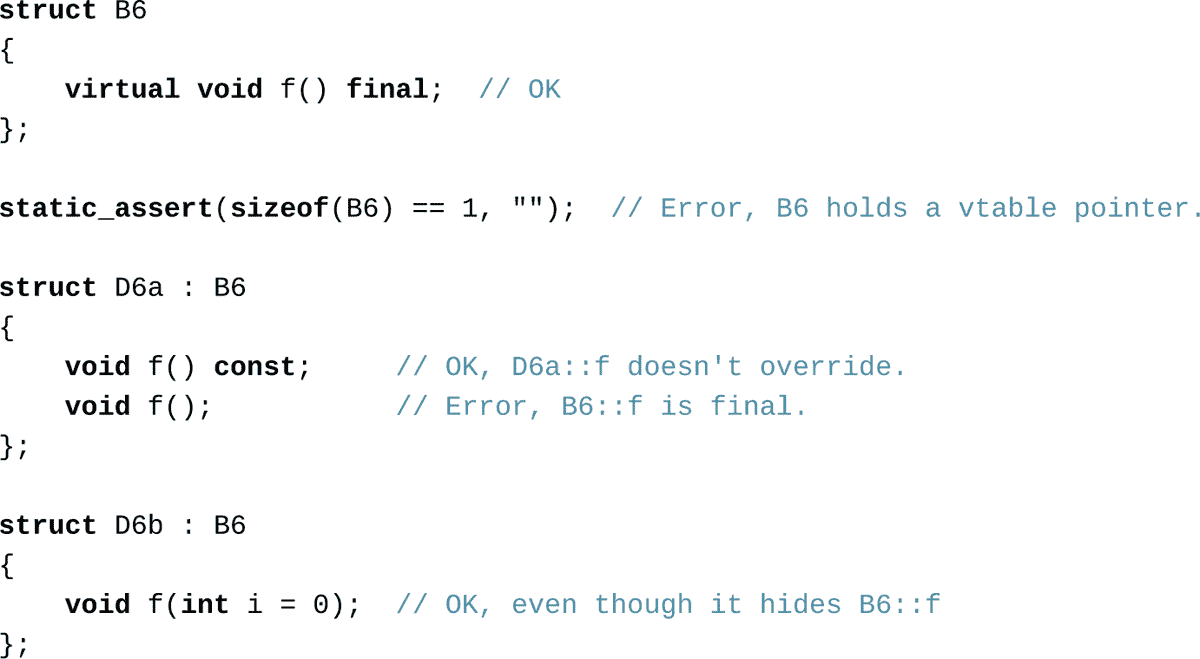 struct B6
{
    virtual void f() final;  // OK
};

static_assert(sizeof(B6) == 1, "");  // Error, B6 holds a vtable pointer.

struct D6a : B6
{
    void f() const;     // OK, D6a::f doesn't override.
    void f();           // Error, B6::f is final.
};

struct D6b : B6
{
    void f(int i = 0);  // OK, even though it hides B6::f
};